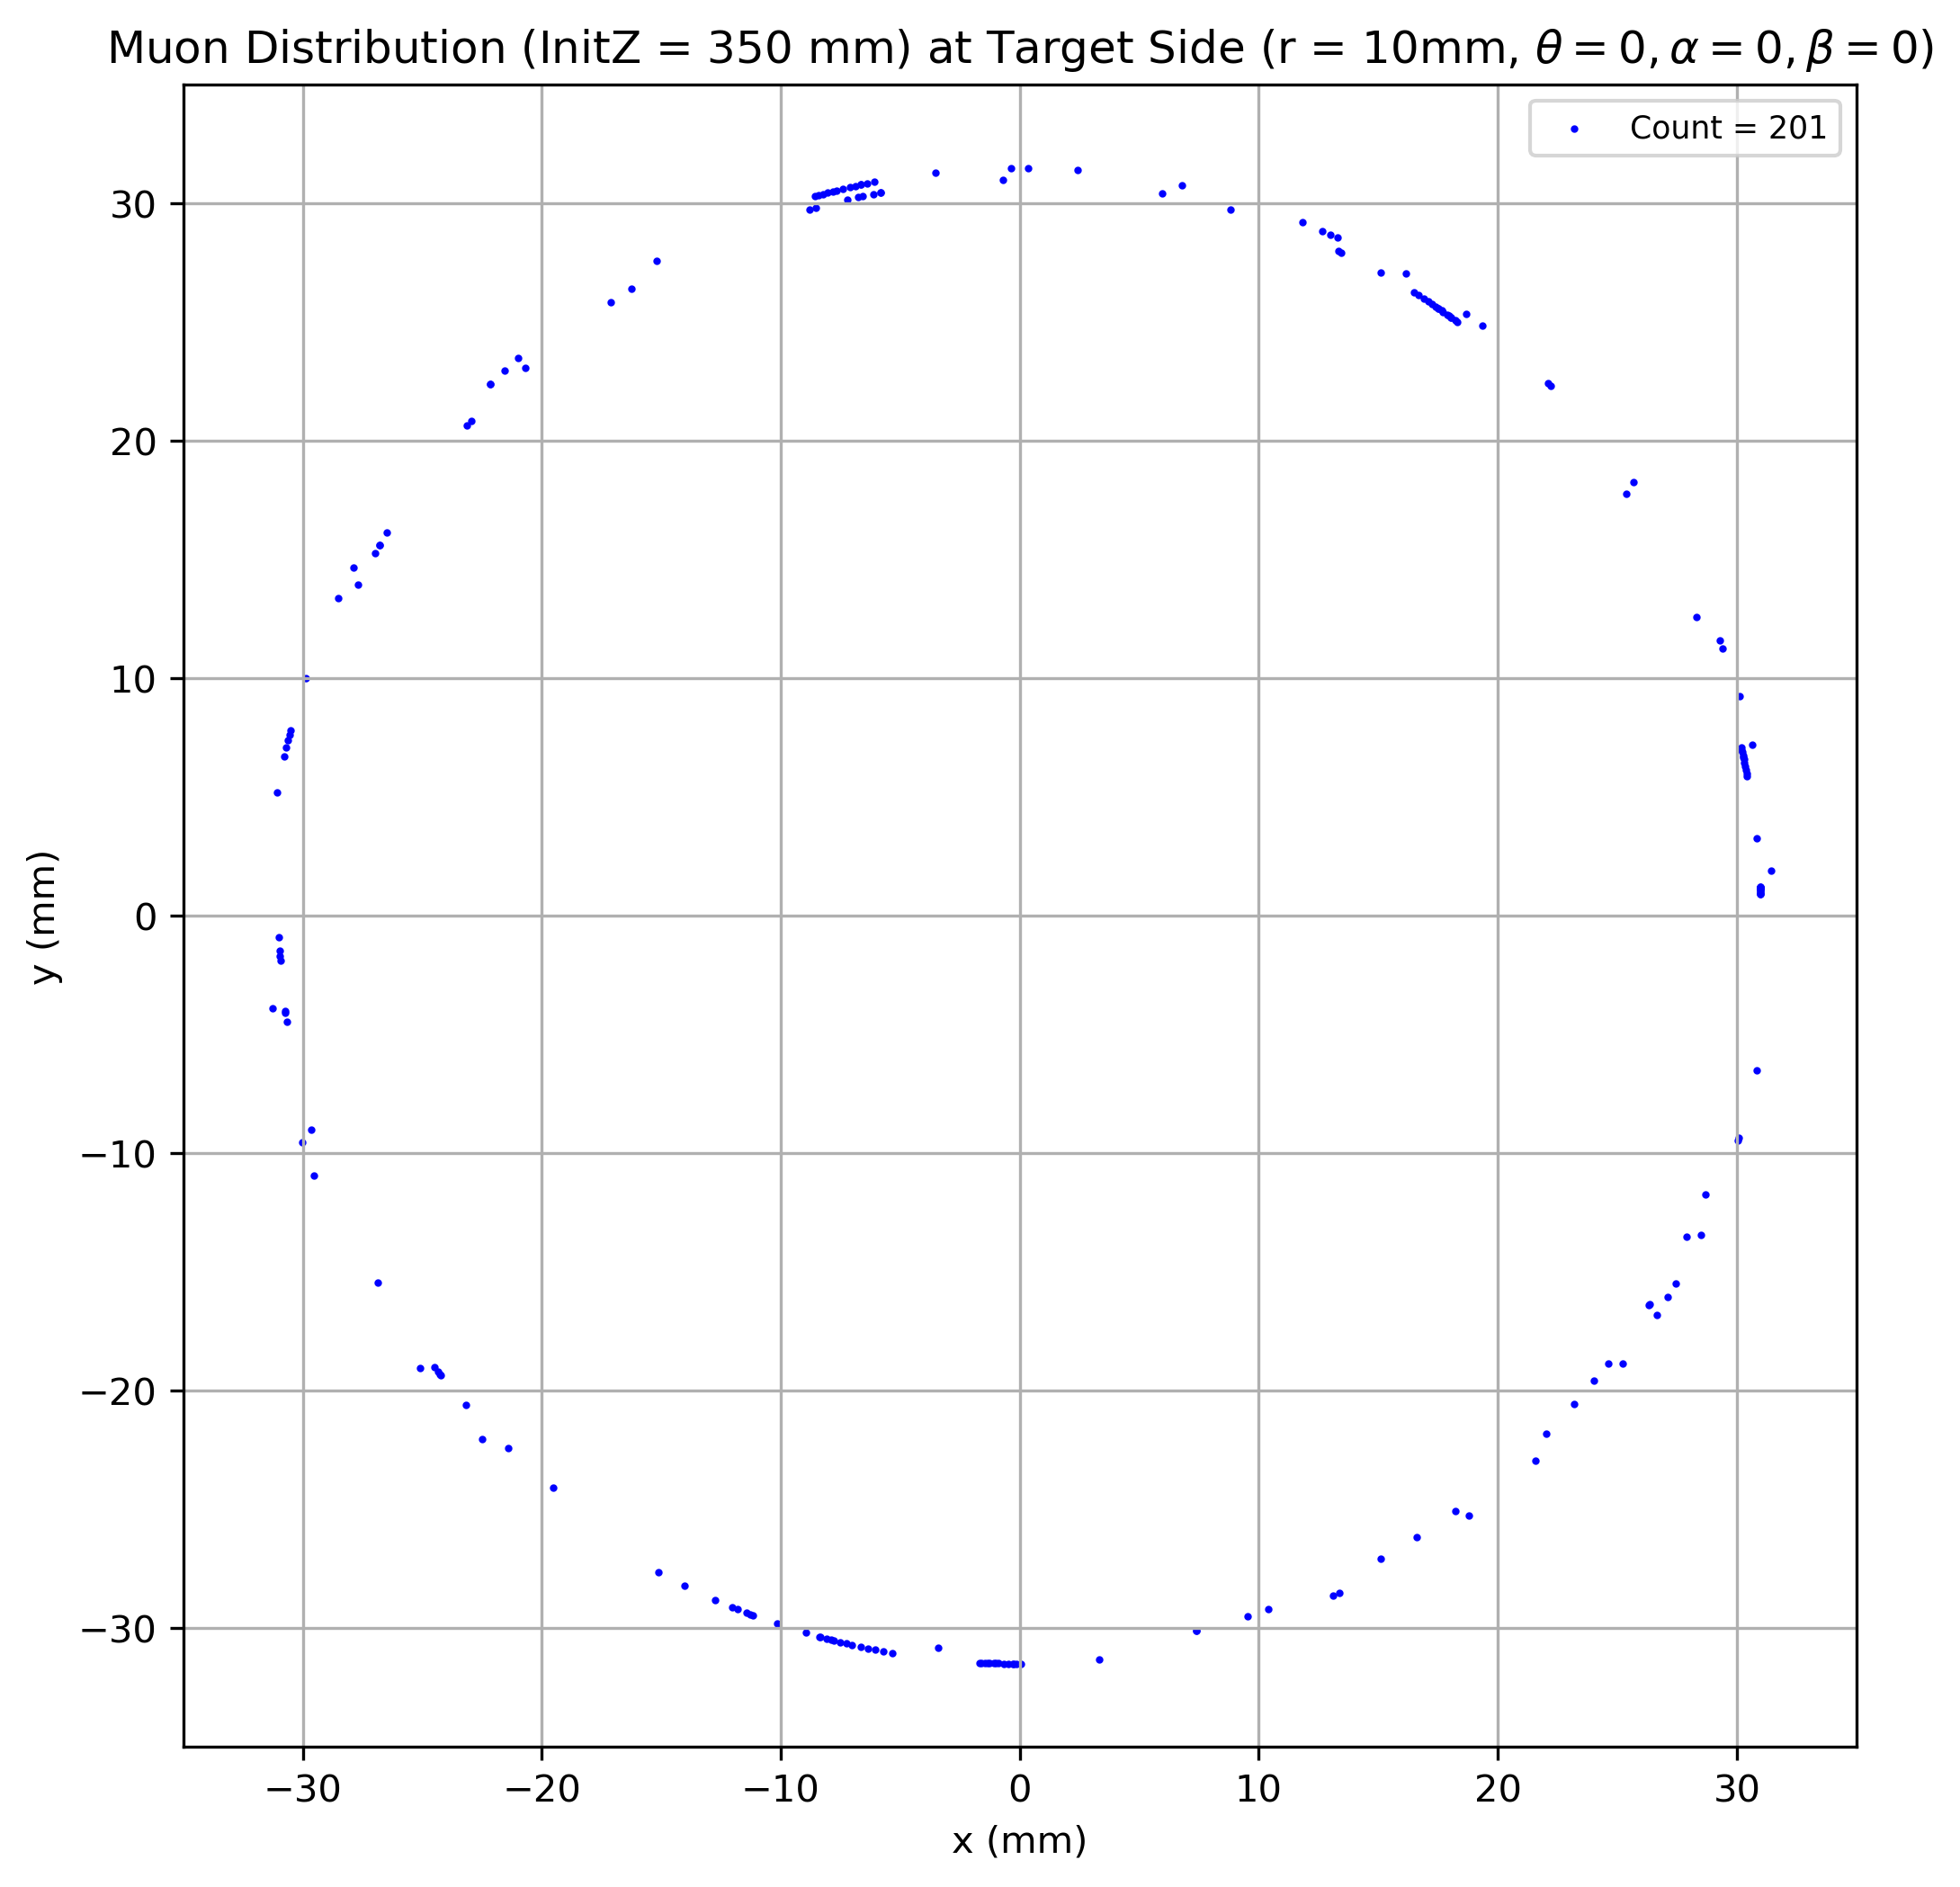 Muon Distribution (InitZ = 350 mm) at Target Side (r = 10mm, θ = 0, α = 0, β = 0)
Count = 201
30
20
10
0
−10
−20
−30
y (mm)
−30 −20 −10 0 10 20 30
x (mm)